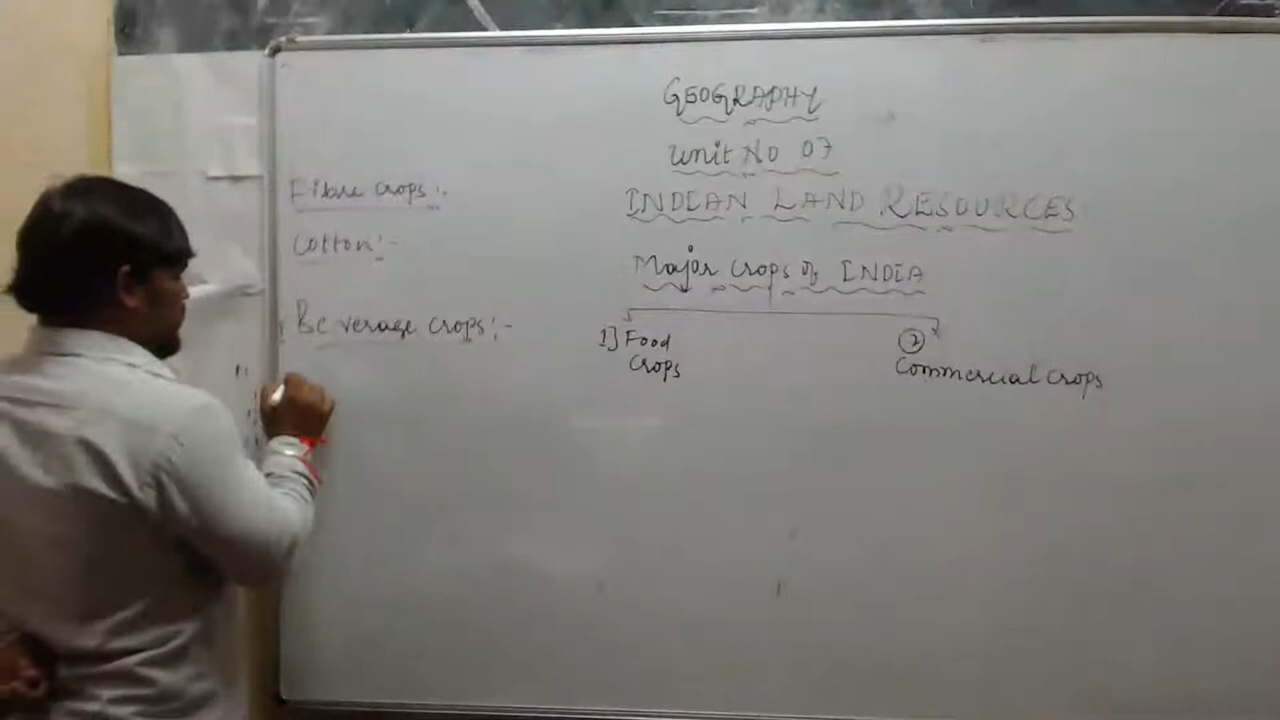 GEOGRAPHY
Unit No 07
INDIAN LAND RESOURCES
Major Crops of INDIA
1] Food
Crops
②
Commercial Crops
Fibre crops:-
Cotton:-
Beverage crops:-